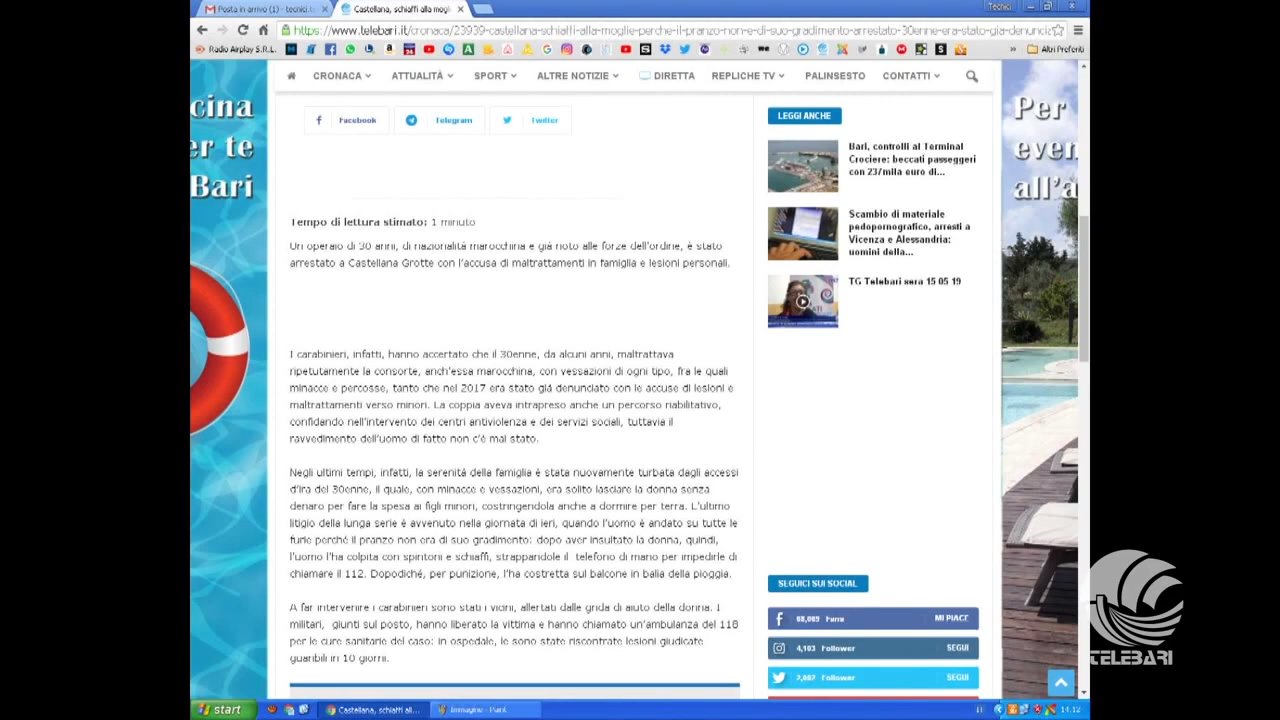 Posta in arrivo (1) - tecnici.t
Castellana, schiaffi alla mogl
Tecnici
https://www.telebari.it/cronaca/23939-castellana-schiaffi-alla-moglie-perche-il-pranzo-non-e-di-suo-gradimento-arrestato-30enne-era-stato-gia-denuncia
Radio Airplay S.R.L.
Altri Preferiti
CRONACA
ATTUALITÀ
SPORT
ALTRE NOTIZIE
DIRETTA
REPLICHE TV
PALINSESTO
CONTATTI
cina
er te
Bari
Per
even
all'a
Facebook
Telegram
Twitter
Tempo di lettura stimato: 1 minuto
Un operaio di 30 anni, di nazionalità marocchina e già noto alle forze dell'ordine, è stato
arrestato a Castellana Grotte con l'accusa di maltrattamenti in famiglia e lesioni personali.
I carabinieri, infatti, hanno accertato che il 30enne, da alcuni anni, maltrattava
ripetutamente la consorte, anch'essa marocchina, con vessazioni di ogni tipo, fra le quali
minacce e percosse, tanto che nel 2017 era stato già denunciato con le accuse di lesioni e
maltrattamenti verso minori. La coppia aveva intrapreso anche un percorso riabilitativo,
confidando nell'intervento dei centri antiviolenza e dei servizi sociali, tuttavia il
ravvedimento dell'uomo di fatto non c'è mai stato.
Negli ultimi tempi, infatti, la serenità della famiglia è stata nuovamente turbata dagli accessi
d'ira del 30enne, il quale, con minacce e vessazioni, era solito lasciare la donna senza
denaro per fare la spesa ai figli minori, costringendola anche a dormire per terra. L'ultimo
litigio della lunga serie è avvenuto nella giornata di ieri, quando l'uomo è andato su tutte le
furie perché il pranzo non era di suo gradimento: dopo aver insultato la donna, quindi,
l'uomo l'ha colpita con spintoni e schiaffi, strappandole il telefono di mano per impedirle di
chiamare il 112. Dopodiché, per punizione, l'ha costretta sul balcone in balia della pioggia.
A far intervenire i carabinieri sono stati i vicini, allertati dalle grida di aiuto della donna. I
militari, giunti sul posto, hanno liberato la vittima e hanno chiamato un'ambulanza del 118
per le cure sanitarie del caso: in ospedale, le sono state riscontrate lesioni giudicate
guaribili in 10 giorni.
LEGGI ANCHE
Bari, controlli al Terminal
Crociere: beccati passeggeri
con 237mila euro di...
Scambio di materiale
pedopornografico, arresti a
Vicenza e Alessandria:
uomini della...
TG Telebari sera 15 05 19
SEGUICI SUI SOCIAL
Fans MI PIACE
4,103 Follower SEGUI
Follower SEGUI
TELEBARI
start
Castellana, schiaffi all...
Immagine - Paint
IT
14.12